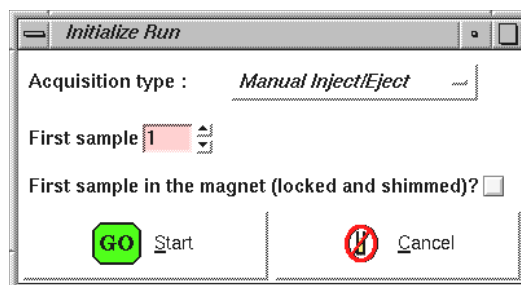 Initialize Run
Acquisition type : Manual Inject/Eject
First sample 1
First sample in the magnet (locked and shimmed)?
GO Start Cancel